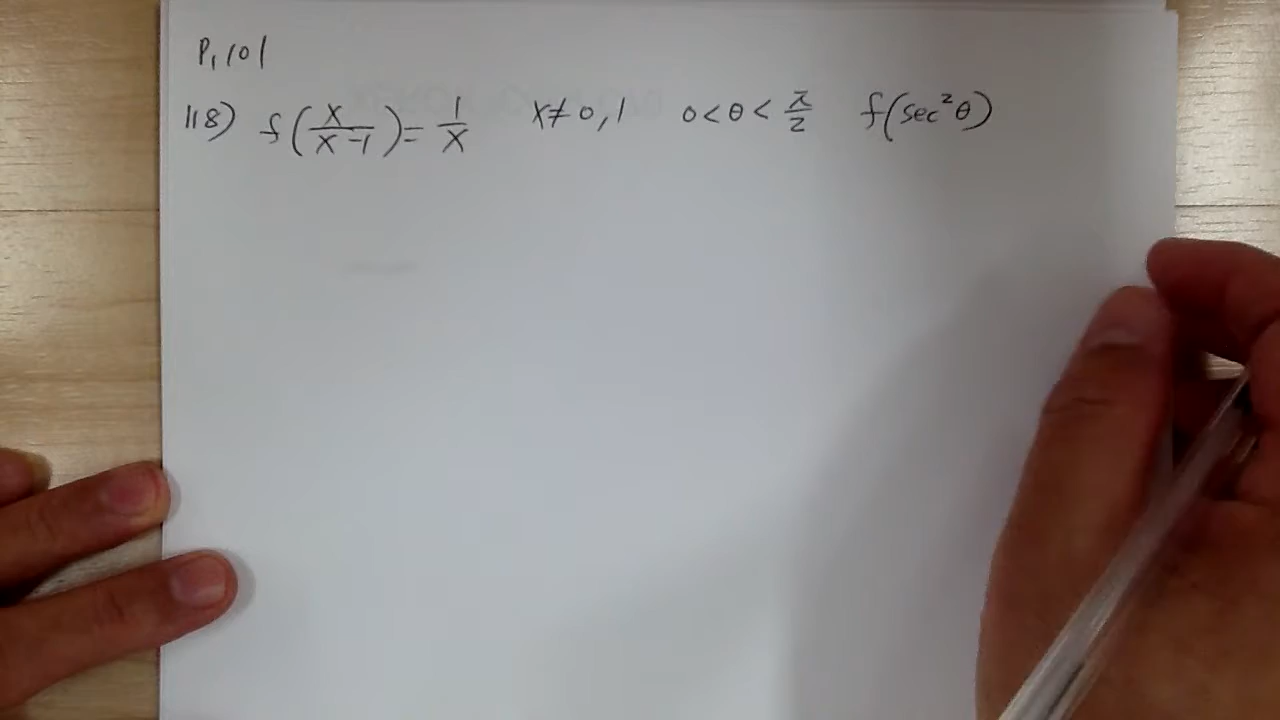 P.101
118) f(x/(x-1)) = 1/x x≠0,1 0<θ<π/2 f(sec²θ)